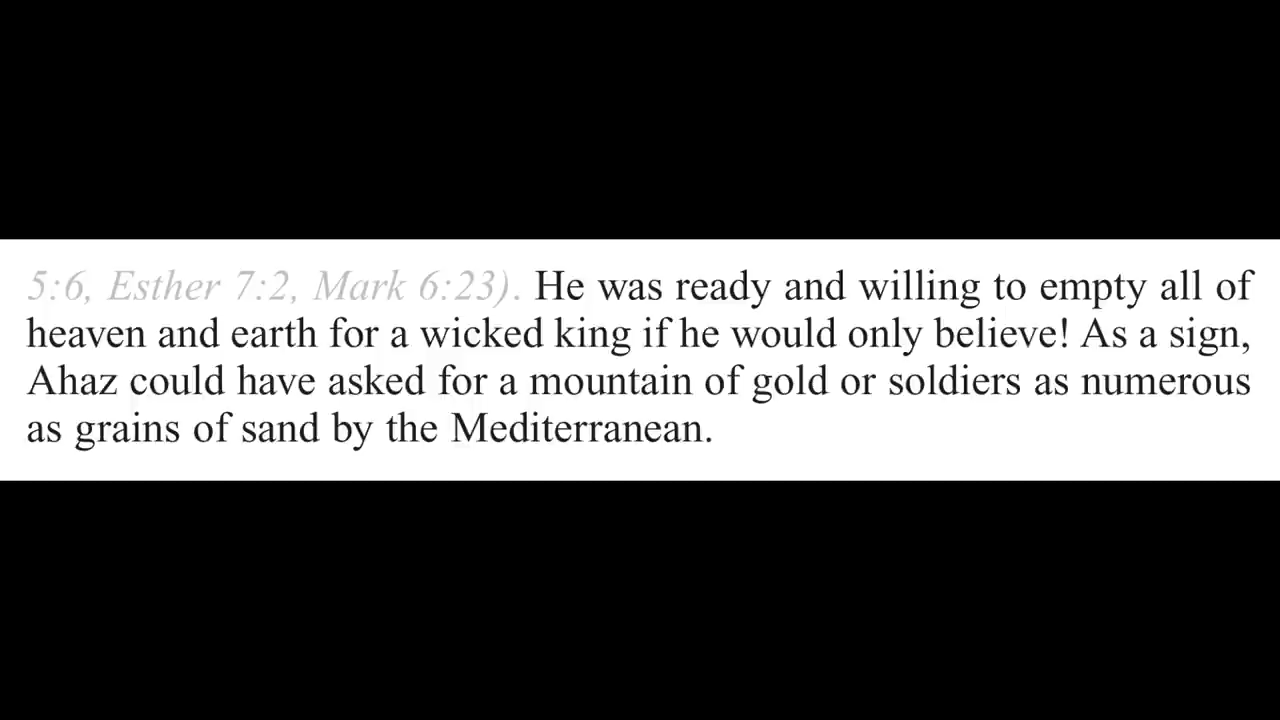 5:6, Esther 7:2, Mark 6:23). He was ready and willing to empty all of
heaven and earth for a wicked king if he would only believe! As a sign,
Ahaz could have asked for a mountain of gold or soldiers as numerous
as grains of sand by the Mediterranean.